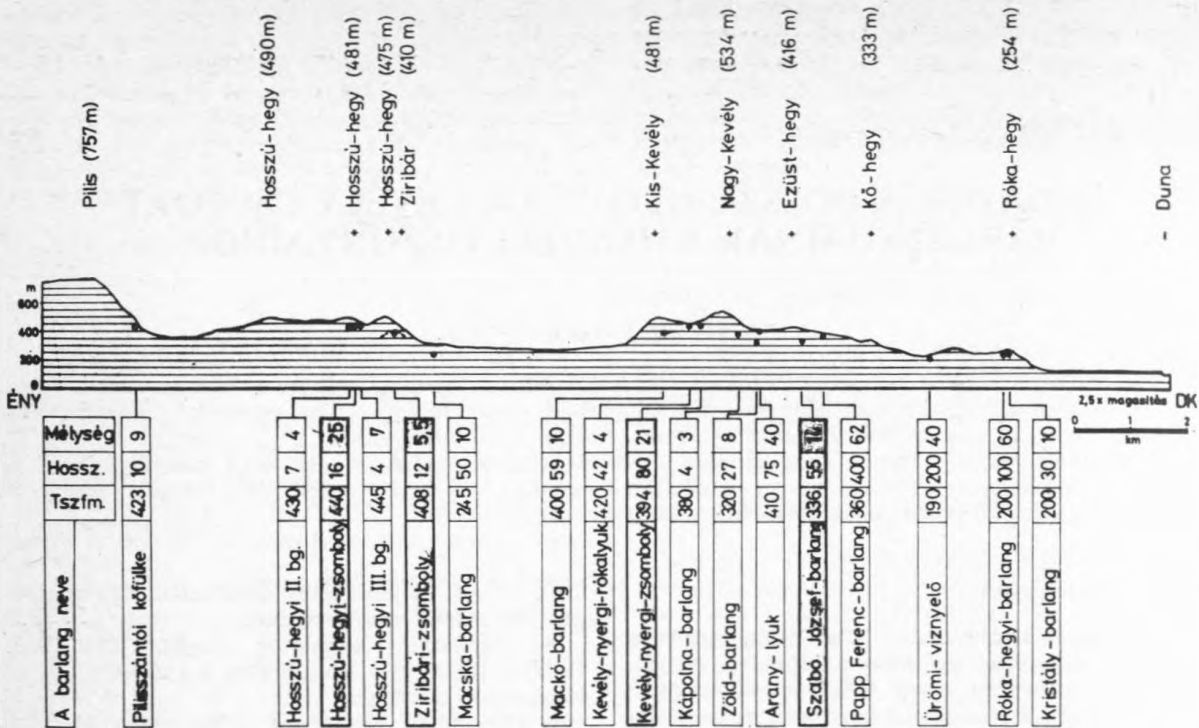 Pilis (757 m)
Hosszú-hegy (490m)
Hosszú-hegy (481m)
Hosszú-hegy (475 m)
Ziribár (410 m)
Kis-Kevély (481 m)
Nagy-Kevély (534 m)
Ezüst-hegy (416 m)
Kő-hegy (333 m)
Róka-hegy (254 m)
Duna
m
600
400
200
0
ÉNY
DK
2,5 x magasítás
0 1 2
km
Mélység 9 4 25 7 5,5 10 10 4 21 3 8 40 62 40 60 10
Hossz. 10 7 16 4 12 50 59 42 80 4 27 75 55 400 200 1000 30
Tszfm. 423 430 440 445 408 245 400 420 394 380 320 410 336 360 190 200 200
A barlang neve
Pilisszántói kőfülke
Hosszú-hegyi II. bg.
Hosszú-hegyi-zsomboly
Hosszú-hegyi III. bg.
Ziribári-zsomboly
Macska-barlang
Mackó-barlang
Kevély-nyergi-rókalyuk
Kevély-nyergi-zsomboly
Kápolna-barlang
Zöld-barlang
Arany-lyuk
Szabó József-barlang
Papp Ferenc-barlang
Ürömi-víznyelő
Róka-hegyi-barlang
Kristály-barlang